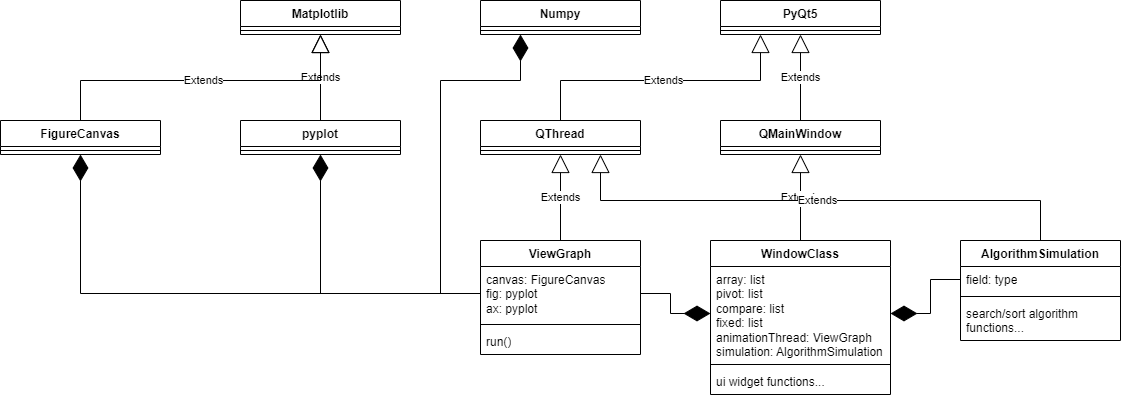 Matplotlib
Numpy
PyQt5
Extends
Extends
Extends
Extends
FigureCanvas
pyplot
QThread
QMainWindow
Extends
Extends
ViewGraph
canvas: FigureCanvas
fig: pyplot
ax: pyplot
run()
WindowClass
array: list
pivot: list
compare: list
fixed: list
animationThread: ViewGraph
simulation: AlgorithmSimulation
ui widget functions...
AlgorithmSimulation
field: type
search/sort algorithm
functions...